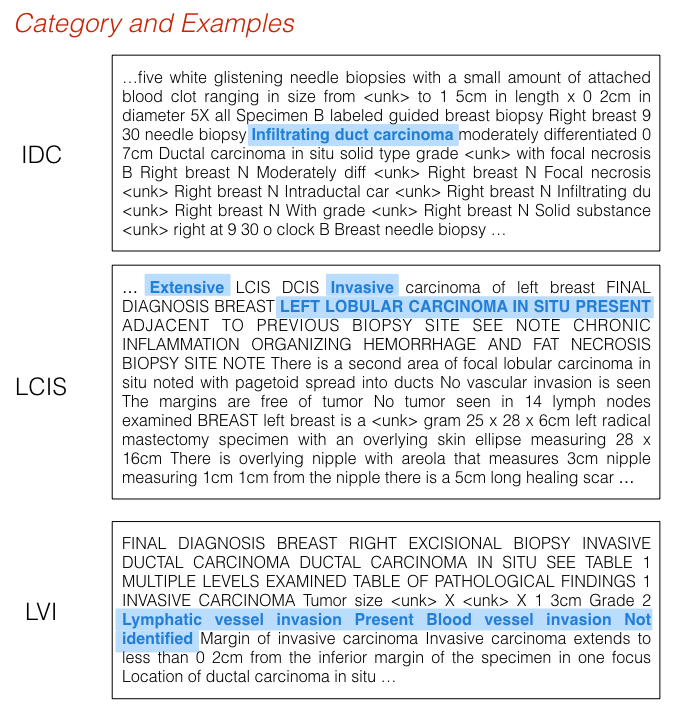 Category and Examples
IDC
…five white glistening needle biopsies with a small amount of attached
blood clot ranging in size from <unk> to 1 5cm in length x 0 2cm in
diameter 5X all Specimen B labeled guided breast biopsy Right breast 9
30 needle biopsy Infiltrating duct carcinoma moderately differentiated 0
7cm Ductal carcinoma in situ solid type grade <unk> with focal necrosis
B Right breast N Moderately diff <unk> Right breast N Focal necrosis
<unk> Right breast N Intraductal car <unk> Right breast N Infiltrating du
<unk> Right breast N With grade <unk> Right breast N Solid substance
<unk> right at 9 30 o clock B Breast needle biopsy …
LCIS
… Extensive LCIS DCIS Invasive carcinoma of left breast FINAL
DIAGNOSIS BREAST LEFT LOBULAR CARCINOMA IN SITU PRESENT
ADJACENT TO PREVIOUS BIOPSY SITE SEE NOTE CHRONIC
INFLAMMATION ORGANIZING HEMORRHAGE AND FAT NECROSIS
BIOPSY SITE NOTE There is a second area of focal lobular carcinoma in
situ noted with pagetoid spread into ducts No vascular invasion is seen
The margins are free of tumor No tumor seen in 14 lymph nodes
examined BREAST left breast is a <unk> gram 25 x 28 x 6cm left radical
mastectomy specimen with an overlying skin ellipse measuring 28 x
16cm There is overlying nipple with areola that measures 3cm nipple
measuring 1cm 1cm from the nipple there is a 5cm long healing scar …
LVI
FINAL DIAGNOSIS BREAST RIGHT EXCISIONAL BIOPSY INVASIVE
DUCTAL CARCINOMA DUCTAL CARCINOMA IN SITU SEE TABLE 1
MULTIPLE LEVELS EXAMINED TABLE OF PATHOLOGICAL FINDINGS 1
INVASIVE CARCINOMA Tumor size <unk> X <unk> X 1 3cm Grade 2
Lymphatic vessel invasion Present Blood vessel invasion Not
identified Margin of invasive carcinoma Invasive carcinoma extends to
less than 0 2cm from the inferior margin of the specimen in one focus
Location of ductal carcinoma in situ …